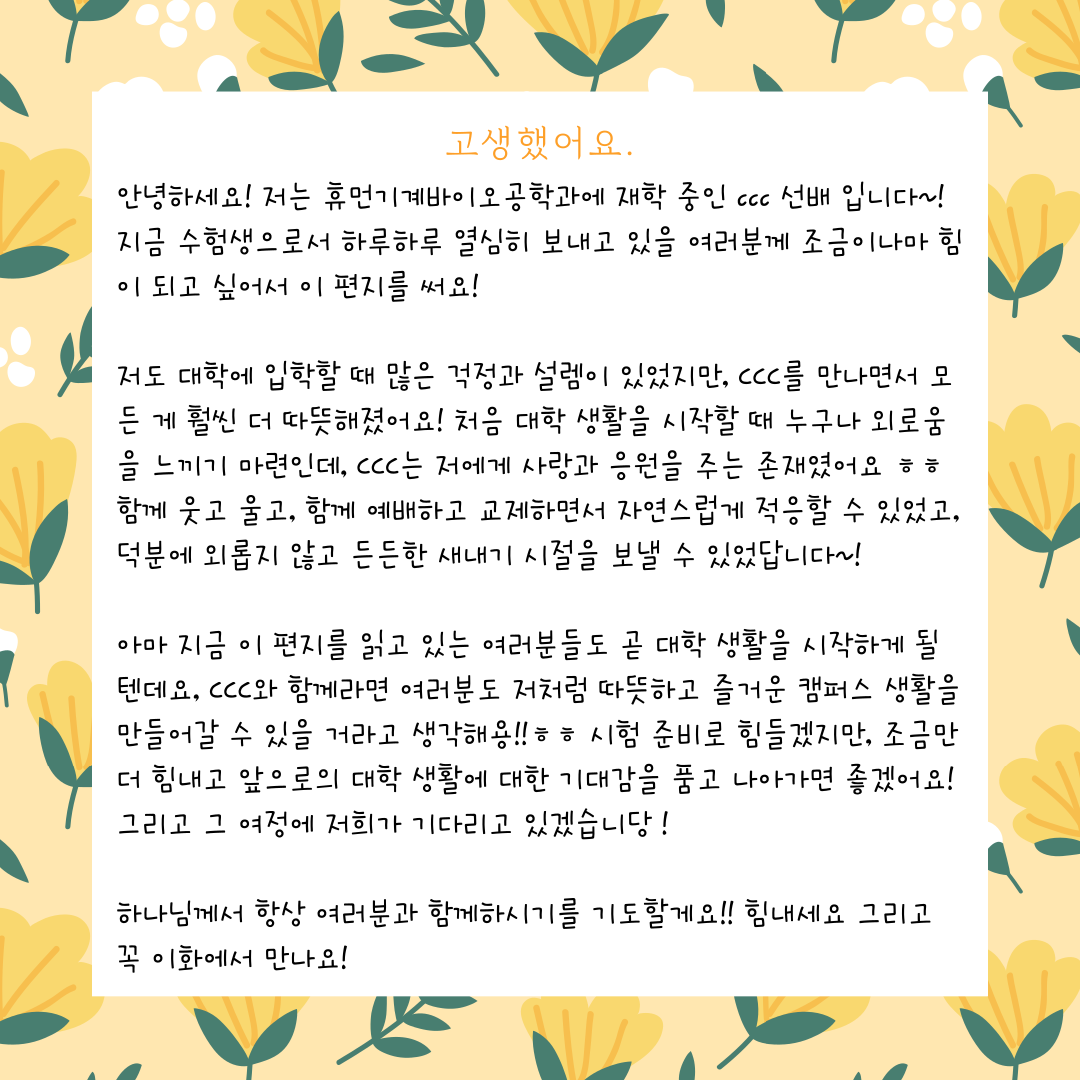 고생했어요.
안녕하세요! 저는 휴먼기계바이오공학과에 재학 중인 ccc 선배 입니다~!
지금 수험생으로서 하루하루 열심히 보내고 있을 여러분께 조금이나마 힘
이 되고 싶어서 이 편지를 써요!
저도 대학에 입학할 때 많은 걱정과 설렘이 있었지만, CCC를 만나면서 모
든 게 훨씬 더 따뜻해졌어요! 처음 대학 생활을 시작할 때 누구나 외로움
을 느끼기 마련인데, CCC는 저에게 사랑과 응원을 주는 존재였어요 ㅎㅎ
함께 웃고 울고, 함께 예배하고 교제하면서 자연스럽게 적응할 수 있었고,
덕분에 외롭지 않고 든든한 새내기 시절을 보낼 수 있었답니다~!
아마 지금 이 편지를 읽고 있는 여러분들도 곧 대학 생활을 시작하게 될
텐데요, CCC와 함께라면 여러분도 저처럼 따뜻하고 즐거운 캠퍼스 생활을
만들어갈 수 있을 거라고 생각해용!!ㅎㅎ 시험 준비로 힘들겠지만, 조금만
더 힘내고 앞으로의 대학 생활에 대한 기대감을 품고 나아가면 좋겠어요!
그리고 그 여정에 저희가 기다리고 있겠습니당 !
하나님께서 항상 여러분과 함께하시기를 기도할게요!! 힘내세요 그리고
꼭 이화에서 만나요!